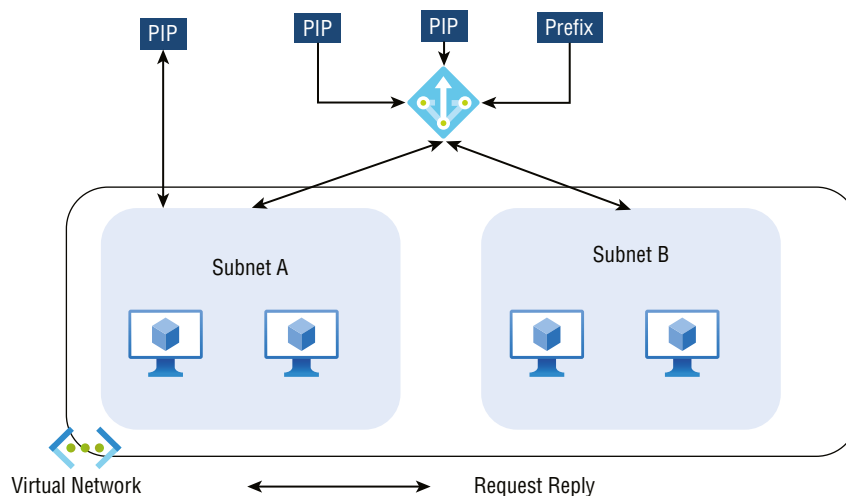 PIP
PIP
PIP
Prefix
Subnet A
Subnet B
Virtual Network
Request Reply